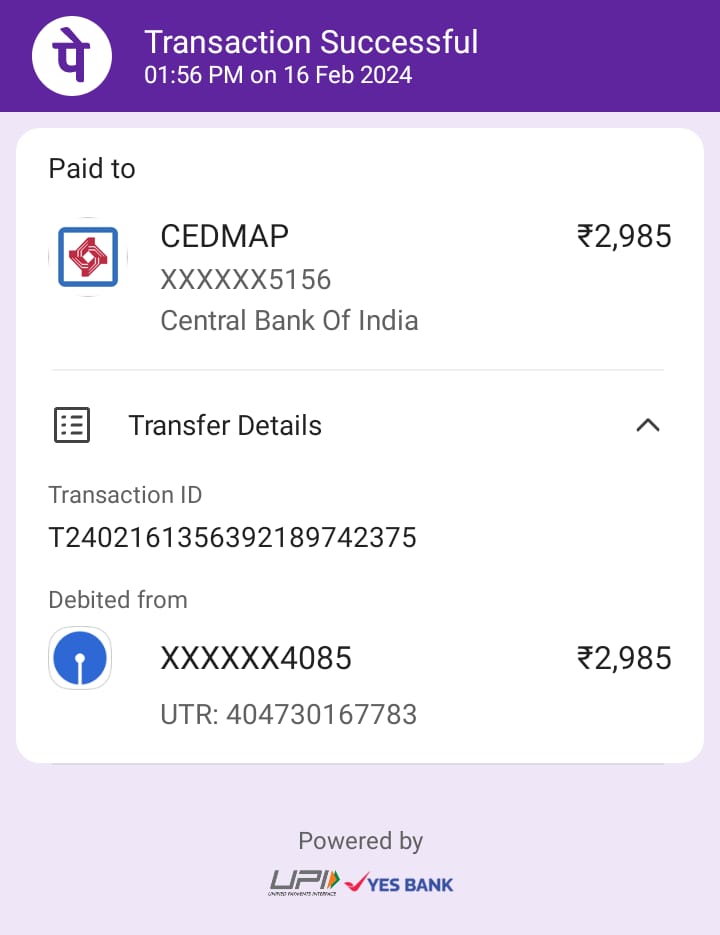 पे
Transaction Successful
01:56 PM on 16 Feb 2024
Paid to
CEDMAP ₹2,985
XXXXXX5156
Central Bank Of India
Transfer Details
Transaction ID
T2402161356392189742375
Debited from
XXXXXX4085 ₹2,985
UTR: 404730167783
Powered by
UPI YES BANK
UNIFIED PAYMENTS INTERFACE